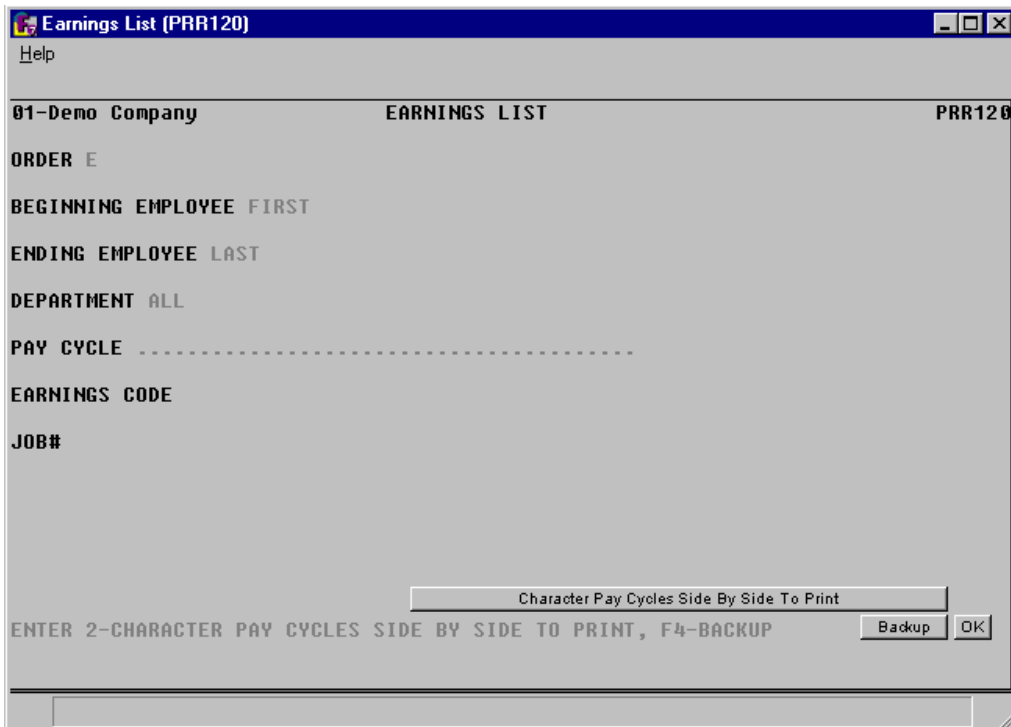 Earnings List (PRR120)
Help
01-Demo Company EARNINGS LIST PRR120
ORDER E
BEGINNING EMPLOYEE FIRST
ENDING EMPLOYEE LAST
DEPARTMENT ALL
PAY CYCLE ........................................
EARNINGS CODE
JOB#
Character Pay Cycles Side By Side To Print
ENTER 2-CHARACTER PAY CYCLES SIDE BY SIDE TO PRINT, F4-BACKUP Backup OK